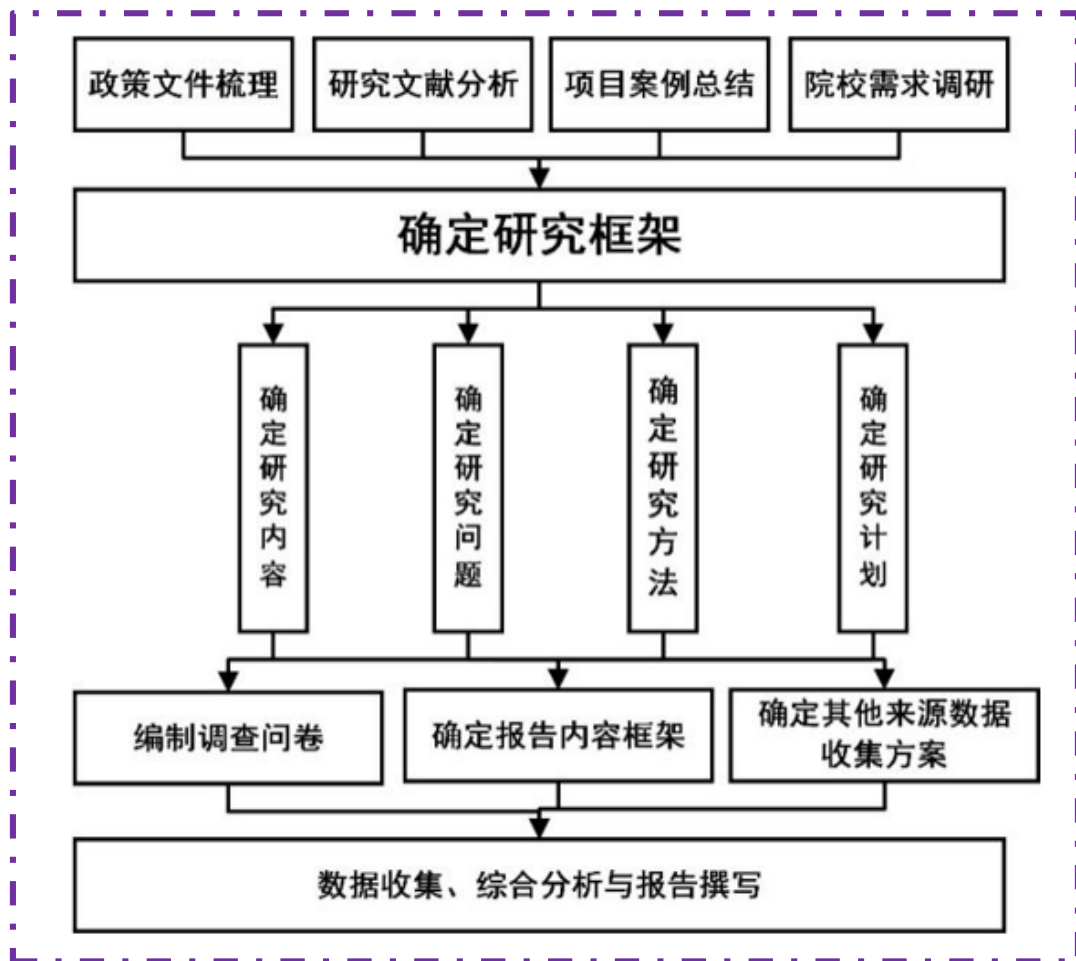 政策文件梳理
研究文献分析
项目案例总结
院校需求调研
确定研究框架
确定研究内容
确定研究问题
确定研究方法
确定研究计划
编制调查问卷
确定报告内容框架
确定其他来源数据
收集方案
数据收集、综合分析与报告撰写